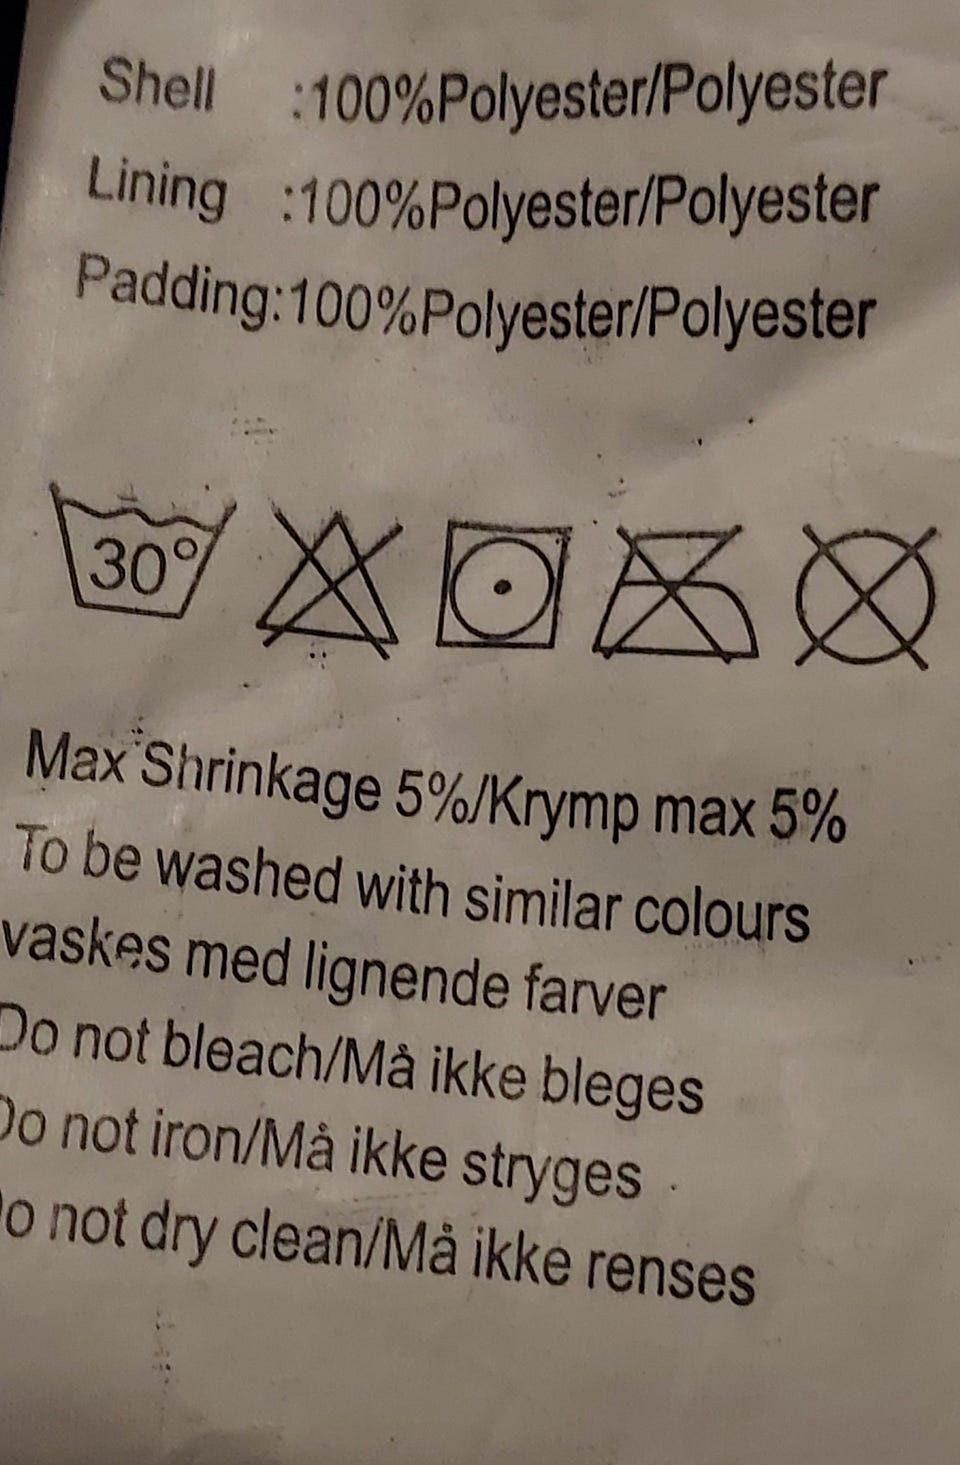 Shell :100%Polyester/Polyester
Lining :100%Polyester/Polyester
Padding:100%Polyester/Polyester
30°
Max Shrinkage 5%/Krymp max 5%
To be washed with similar colours
vaskes med lignende farver
Do not bleach/Må ikke bleges
Do not iron/Må ikke stryges
Do not dry clean/Må ikke renses